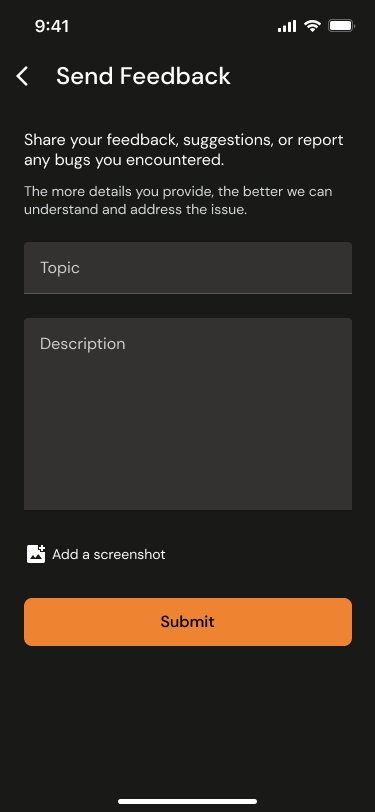 9:41
Send Feedback
Share your feedback, suggestions, or report
any bugs you encountered.
The more details you provide, the better we can
understand and address the issue.
Topic
Description
Add a screenshot
Submit